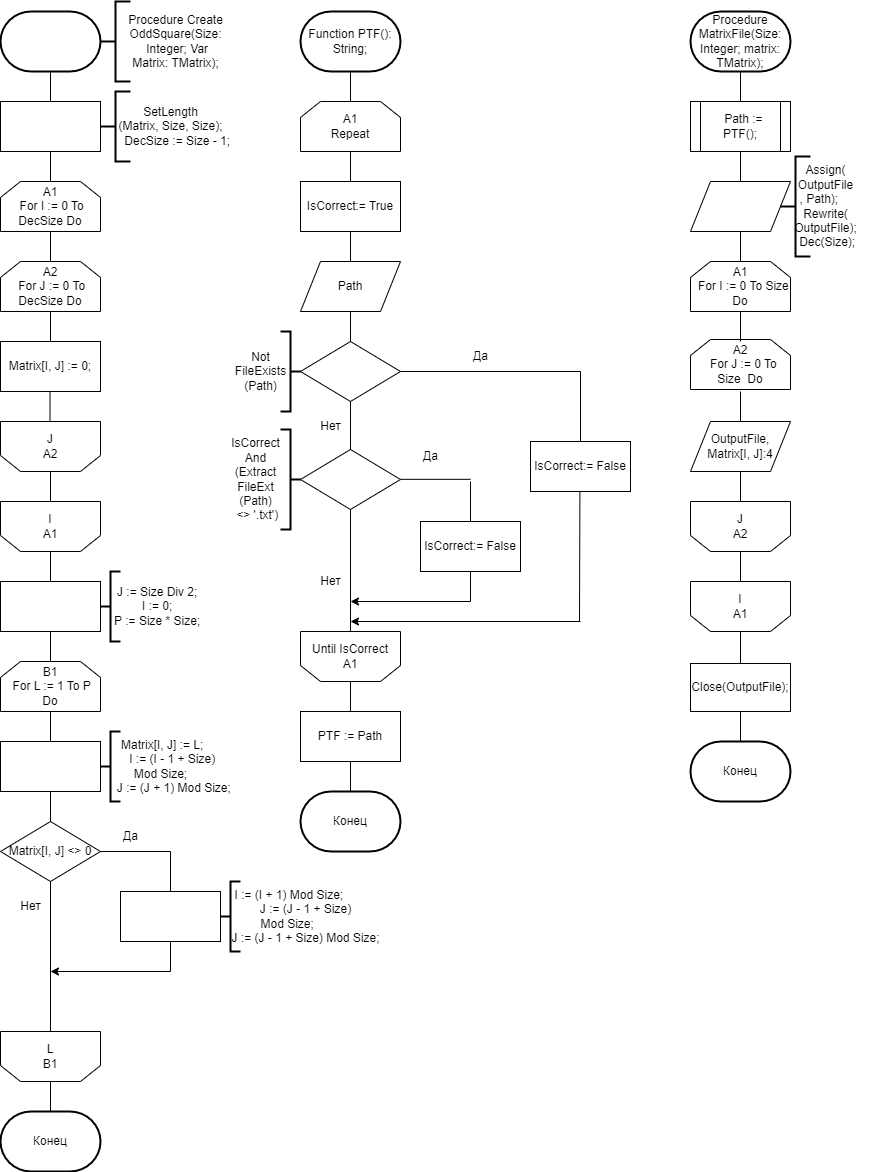 Procedure Create
OddSquare(Size:
Integer; Var
Matrix: TMatrix);
SetLength
(Matrix, Size, Size);
DecSize := Size - 1;
A1
For I := 0 To
DecSize Do
A2
For J := 0 To
DecSize Do
Matrix[I, J] := 0;
J
A2
I
A1
J := Size Div 2;
I := 0;
P := Size * Size;
B1
For L := 1 To P
Do
Matrix[I, J] := L;
I := (I - 1 + Size)
Mod Size;
J := (J + 1) Mod Size;
Matrix[I, J] <> 0
Да
Нет
I := (I + 1) Mod Size;
J := (J - 1 + Size)
Mod Size;
J := (J - 1 + Size) Mod Size;
L
B1
Конец
Function PTF():
String;
A1
Repeat
IsCorrect:= True
Path
Not
FileExists
(Path)
Да
Нет
IsCorrect
And
(Extract
FileExt
(Path)
<> '.txt')
Да
IsCorrect:= False
IsCorrect:= False
Нет
Until IsCorrect
A1
PTF := Path
Конец
Procedure
MatrixFile(Size:
Integer; matrix:
TMatrix);
Path :=
PTF();
Assign(
OutputFile
, Path);
Rewrite(
OutputFile);
Dec(Size);
A1
For I := 0 To Size
Do
A2
For J := 0 To
Size Do
OutputFile,
Matrix[I, J]:4
J
A2
I
A1
Close(OutputFile);
Конец